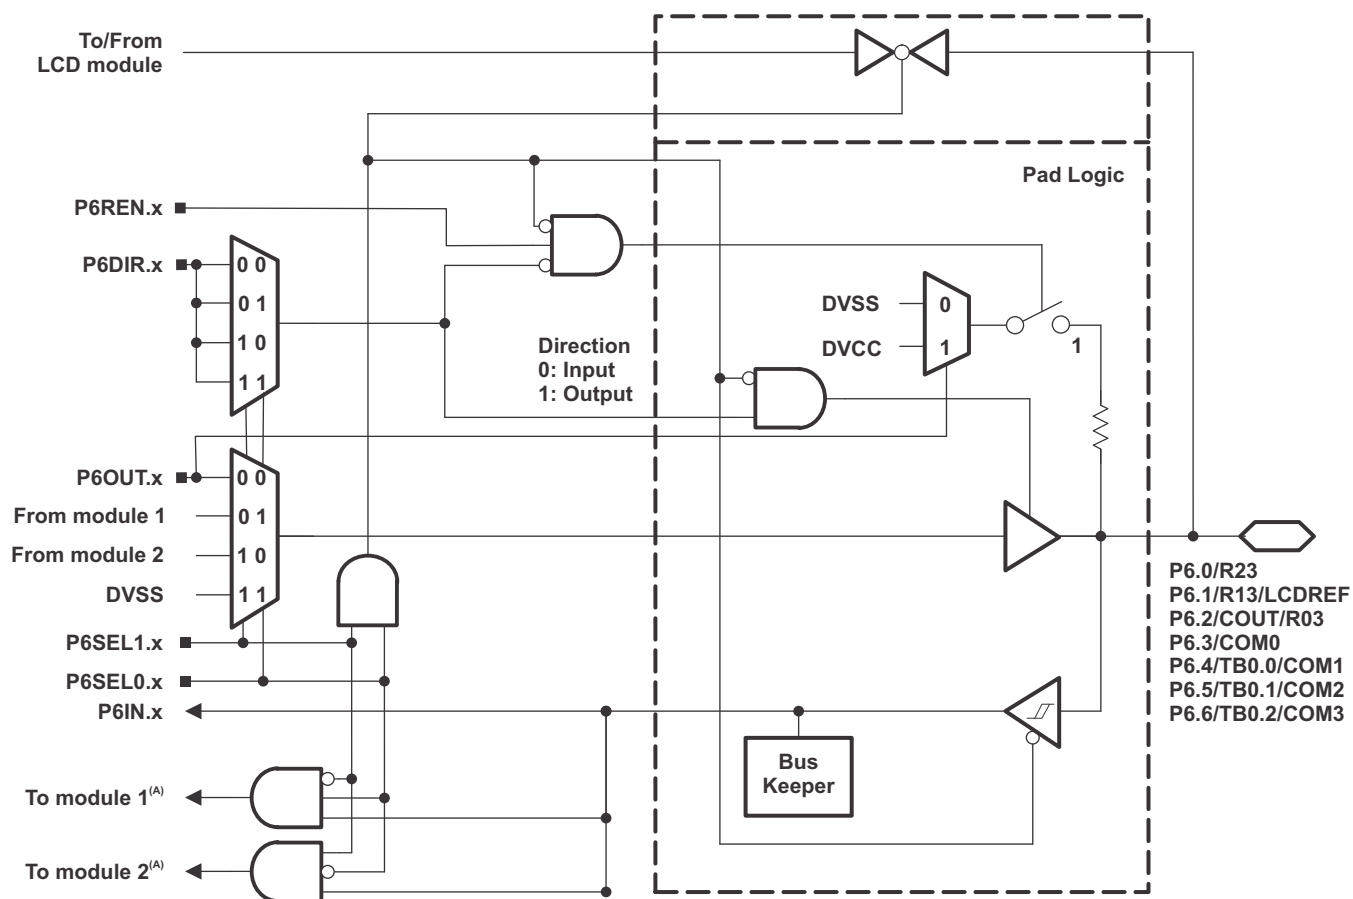 To/From
LCD module
Pad Logic
P6REN.x
P6DIR.x
0 0
0 1
1 0
1 1
Direction
0: Input
1: Output
DVSS
DVCC
0
1
1
P6OUT.x
From module 1
From module 2
DVSS
0 0
0 1
1 0
1 1
P6SEL1.x
P6SEL0.x
P6IN.x
P6.0/R23
P6.1/R13/LCDREF
P6.2/COUT/R03
P6.3/COM0
P6.4/TB0.0/COM1
P6.5/TB0.1/COM2
P6.6/TB0.2/COM3
Bus
Keeper
To module 1(A)
To module 2(A)